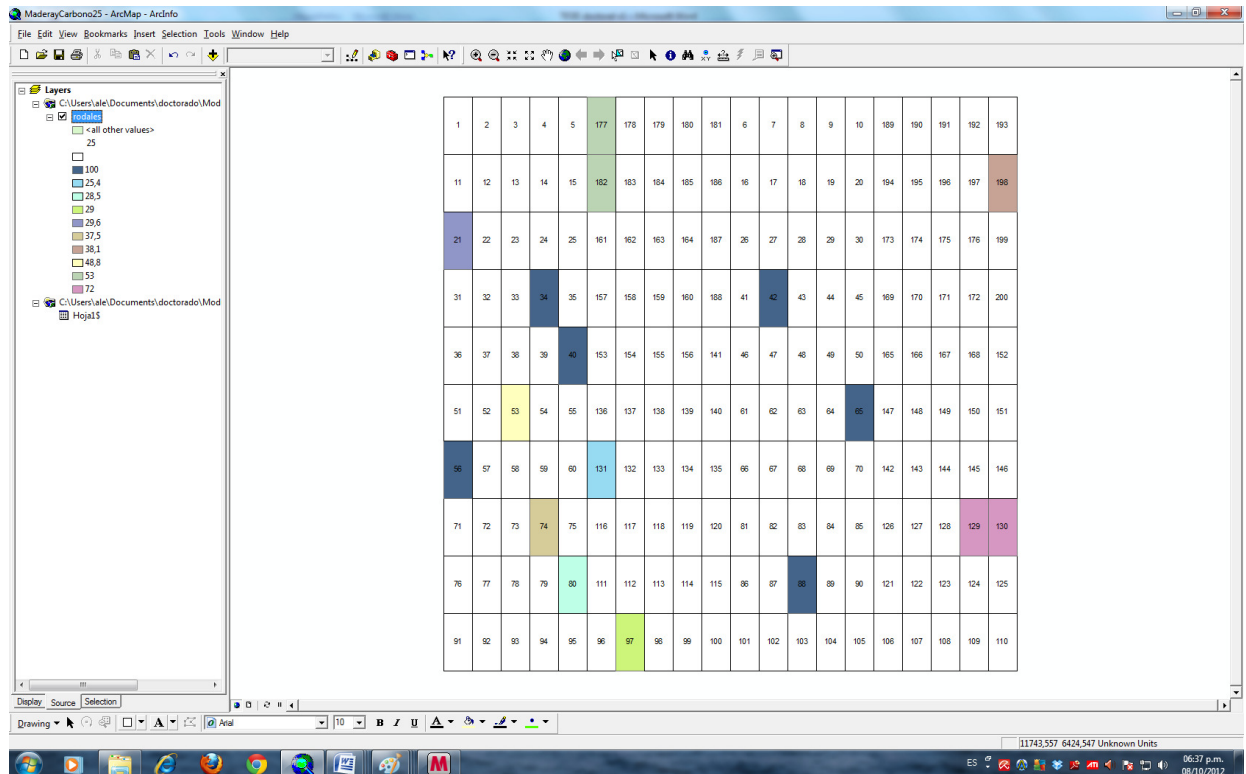 MaderayCarbono25 - ArcMap - ArcInfo
File Edit View Bookmarks Insert Selection Tools Window Help
Layers
C:\Users\ale\Documents\doctorado\Mod
rodales
<all other values>
25
100
25,4
28,5
29
29,6
37,5
38,1
48,8
53
72
C:\Users\ale\Documents\doctorado\Mod
Hoja1$
1 2 3 4 5 177 178 179 180 181 6 7 8 9 10 189 190 191 192 193
11 12 13 14 15 182 183 184 185 186 16 17 18 19 20 194 195 196 197 198
21 22 23 24 25 161 162 163 164 187 26 27 28 29 30 173 174 175 176 199
31 32 33 34 35 157 158 159 160 188 41 42 43 44 45 169 170 171 172 200
36 37 38 39 40 153 154 155 156 141 46 47 48 49 50 165 166 167 168 152
51 52 53 54 55 136 137 138 139 140 61 62 63 64 65 147 148 149 150 151
56 57 58 59 60 131 132 133 134 135 66 67 68 69 70 142 143 144 145 146
71 72 73 74 75 116 117 118 119 120 81 82 83 84 85 126 127 128 129 130
76 77 78 79 80 111 112 113 114 115 86 87 88 89 90 121 122 123 124 125
91 92 93 94 95 96 97 98 99 100 101 102 103 104 105 106 107 108 109 110
Display Source Selection
Drawing Arial 10 B I U A
11743,557 6424,547 Unknown Units
ES 06:37 p.m.
08/10/2012